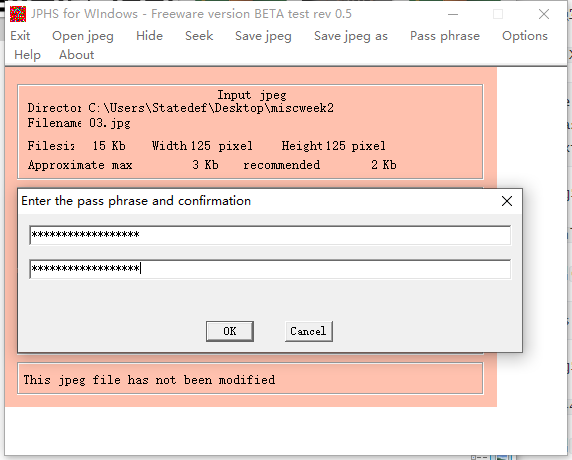 JPHS for WIndows - Freeware version BETA test rev 0.5
Exit Open jpeg Hide Seek Save jpeg Save jpeg as Pass phrase Options
Help About
Input jpeg
Director C:\Users\Statedef\Desktop\miscweek2
Filename 03.jpg
Filesiz 15 Kb Width 125 pixel Height 125 pixel
Approximate max 3 Kb recommended 2 Kb
Enter the pass phrase and confirmation
******************
******************
OK Cancel
This jpeg file has not been modified